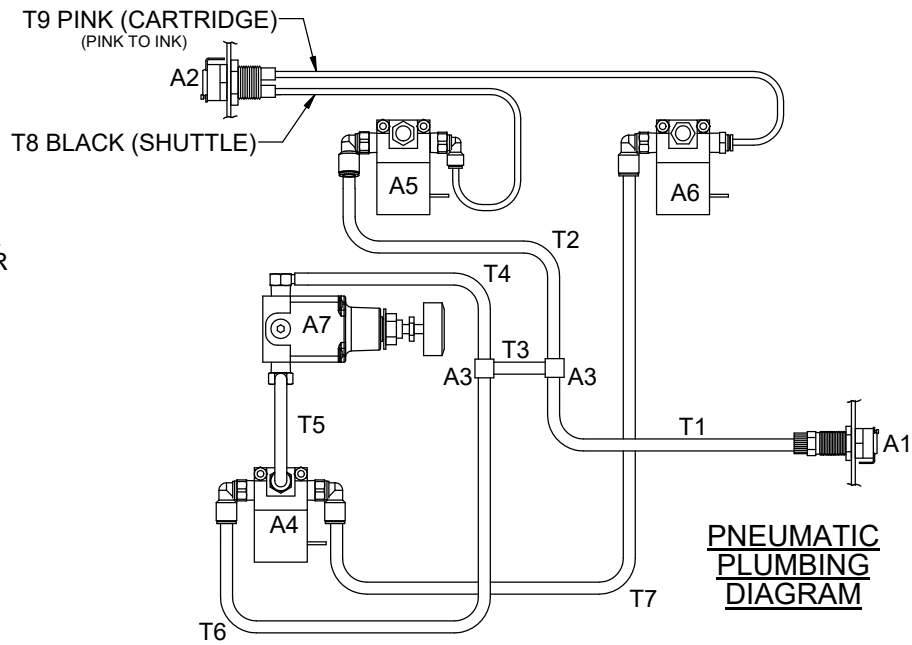 T9 PINK (CARTRIDGE)
(PINK TO INK)
A2
T8 BLACK (SHUTTLE)
A5
A6
R
T2
T4
A7
T3
A3
A3
T5
T1
A1
A4
PNEUMATIC
PLUMBING
DIAGRAM
T7
T6